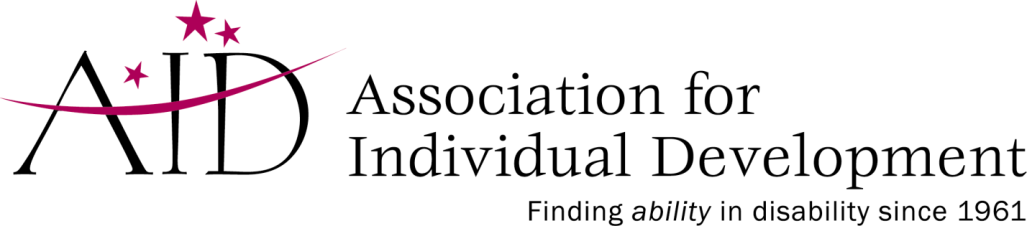 AID
Association for
Individual Development
Finding ability in disability since 1961